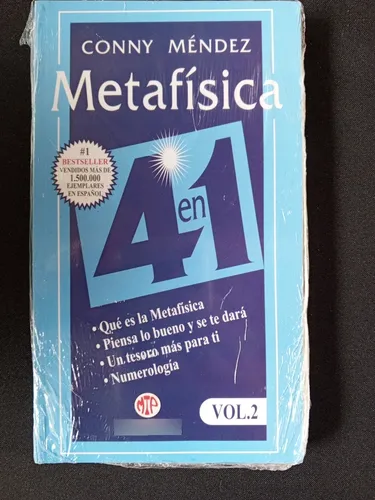 CONNY MÉNDEZ
Metafísica
#1
BESTSELLER
VENDIDOS MÁS DE
1.500.000
EJEMPLARES
EN ESPAÑOL
4 en 1
• Qué es la Metafísica
• Piensa lo bueno y se te dará
• Un tesoro más para ti
• Numerología
VOL.2